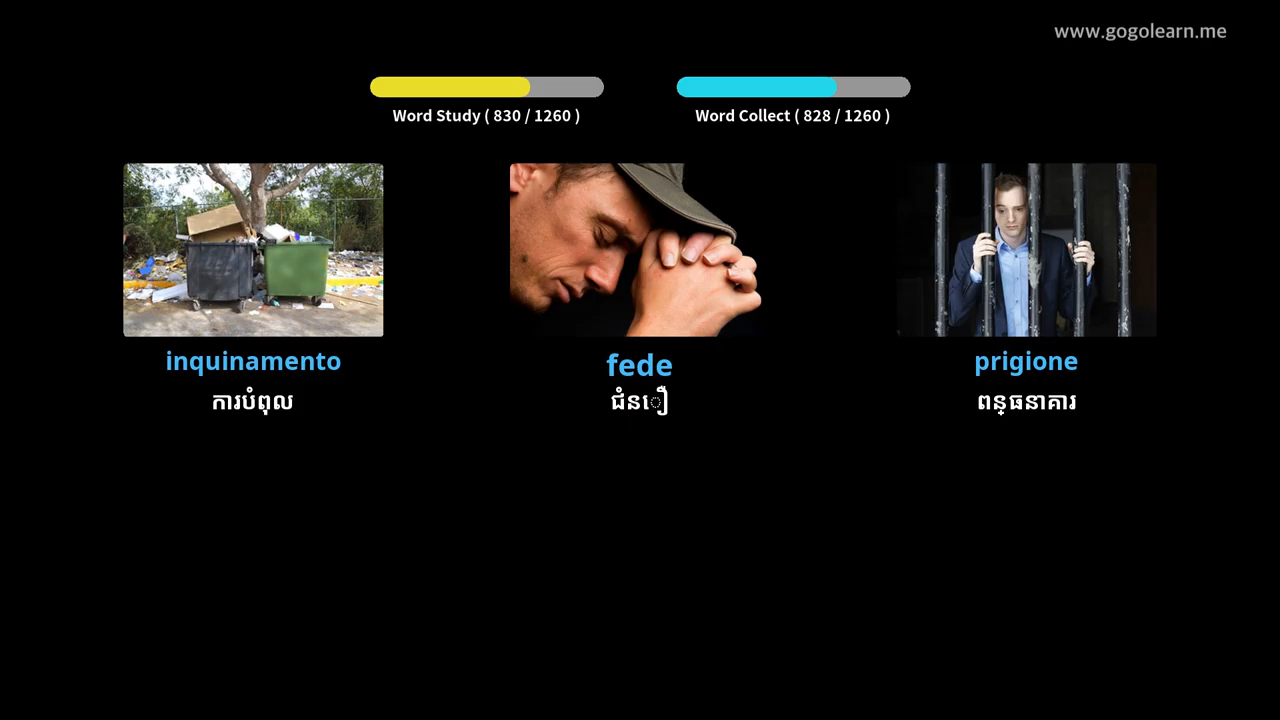 www.gogolearn.me
Word Study ( 830 / 1260 )
Word Collect ( 828 / 1260 )
inquinamento
fede
prigione
ការបំពុល
ជំនឿ
ពន្ធនាគារ